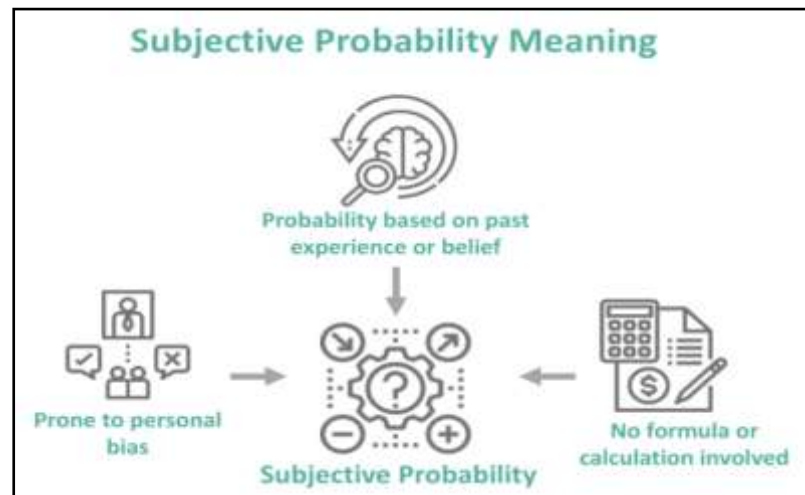 Subjective Probability Meaning
Probability based on past
experience or belief
Prone to personal
bias
No formula or
calculation involved
Subjective Probability